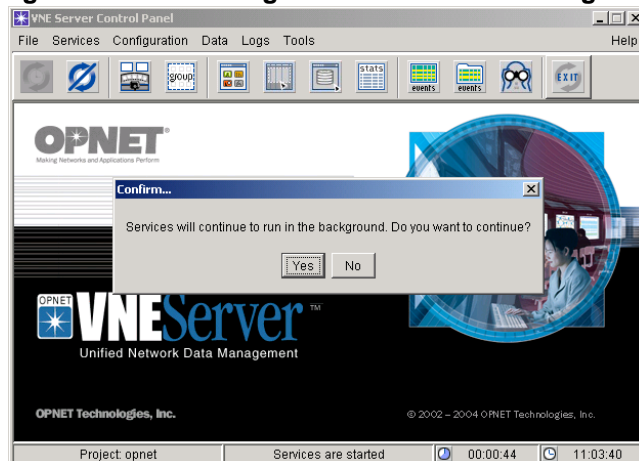 VNE Server Control Panel
File Services Configuration Data Logs Tools Help
group stats events events EXIT
OPNET®
Making Networks and Applications Perform
Confirm...
Services will continue to run in the background. Do you want to continue?
Yes No
OPNET
VNEServer™
Unified Network Data Management
OPNET Technologies, Inc.
© 2002 – 2004 OPNET Technologies, Inc.
Project: opnet Services are started 00:00:44 11:03:40